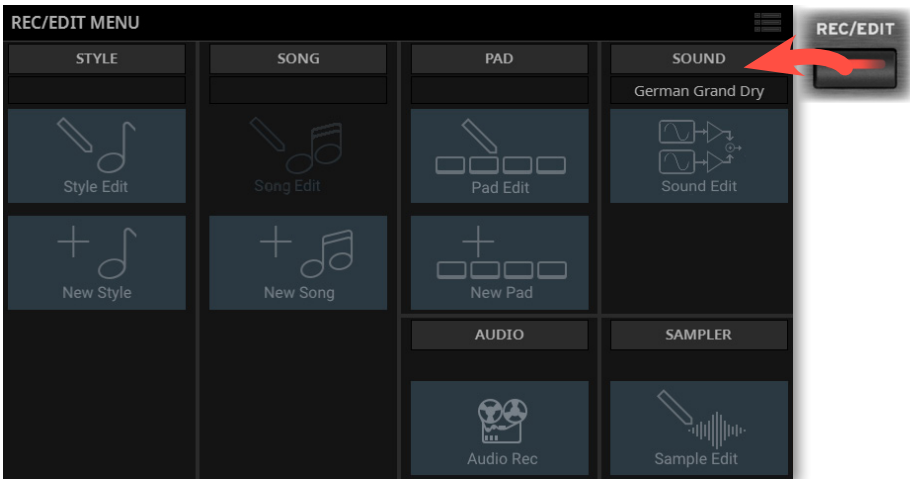 REC/EDIT MENU
REC/EDIT
STYLE
SONG
PAD
SOUND
German Grand Dry
Style Edit
Song Edit
Pad Edit
Sound Edit
New Style
New Song
New Pad
AUDIO
SAMPLER
Audio Rec
Sample Edit